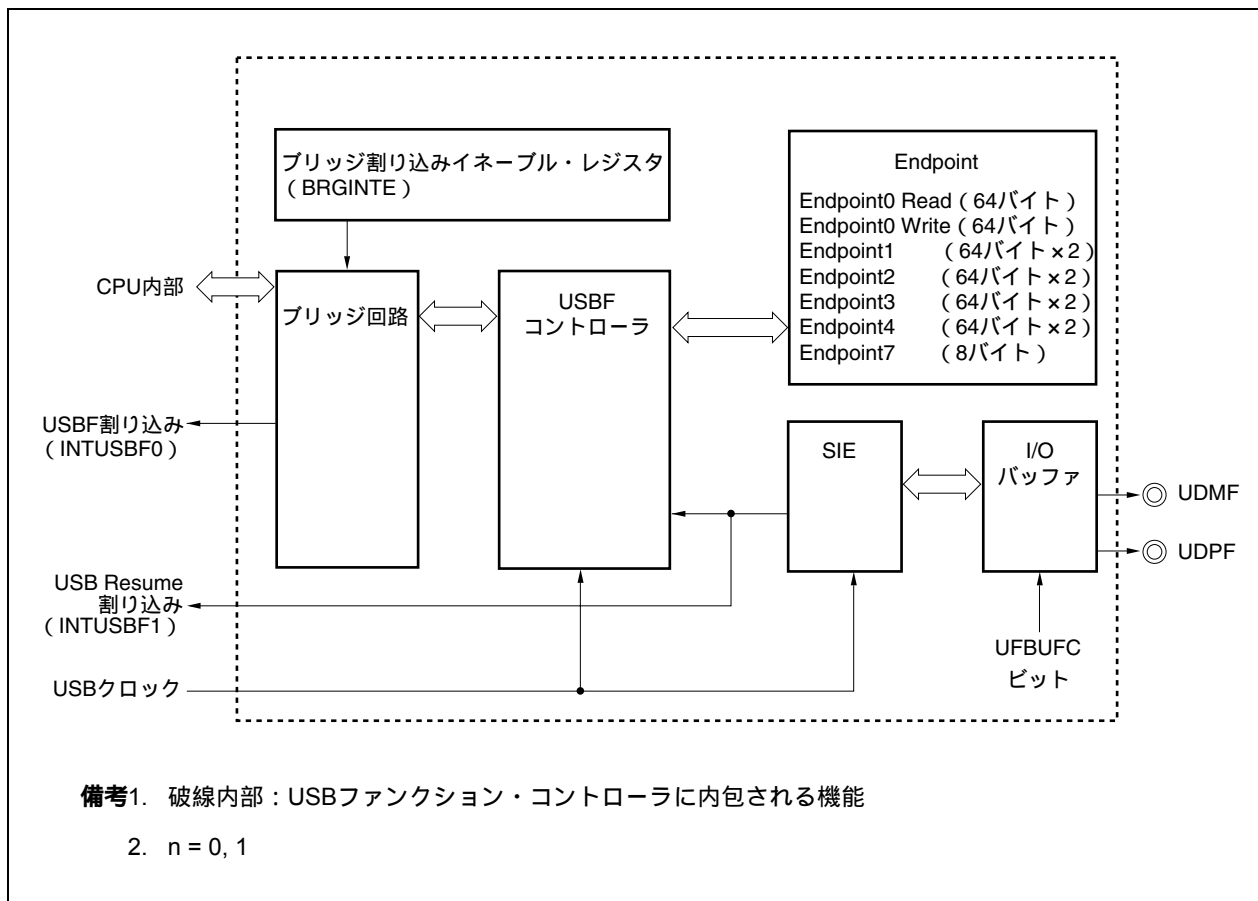 ブリッジ割り込みイネーブル・レジスタ
（BRGINTE）
Endpoint
Endpoint0 Read（64バイト）
Endpoint0 Write（64バイト）
Endpoint1 （64バイト×2）
Endpoint2 （64バイト×2）
Endpoint3 （64バイト×2）
Endpoint4 （64バイト×2）
Endpoint7 （8バイト）
CPU内部
ブリッジ回路
USBF
コントローラ
USBF割り込み
（INTUSBF0）
SIE
I/O
バッファ
UDMF
UDPF
USB Resume
割り込み
（INTUSBF1）
UFBUFC
ビット
USBクロック
備考1. 破線内部：USBファンクション・コントローラに内包される機能
2. n = 0, 1